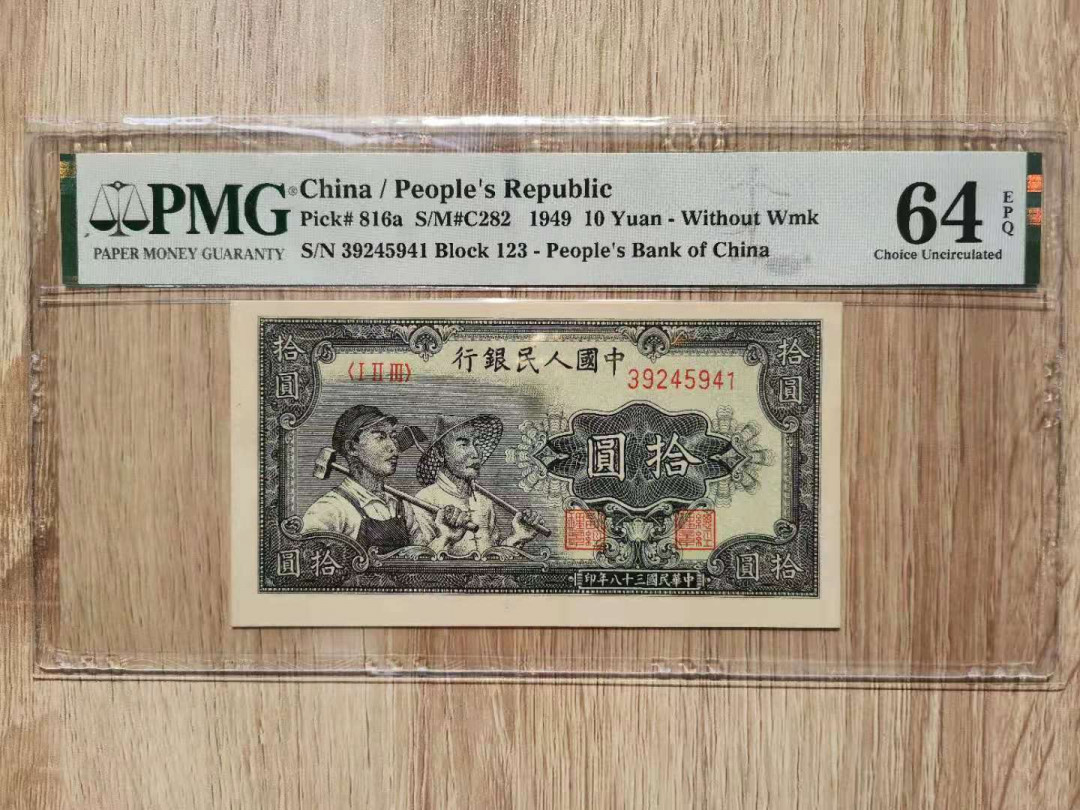 PMG
PAPER MONEY GUARANTY
China / People's Republic
Pick# 816a S/M#C282 1949 10 Yuan - Without Wmk
S/N 39245941 Block 123 - People's Bank of China
64
EPQ
Choice Uncirculated
拾圓
行銀民人國中
拾圓
〈I II III〉
39245941
圓拾
圓拾
圓拾
印年八十三國民華中